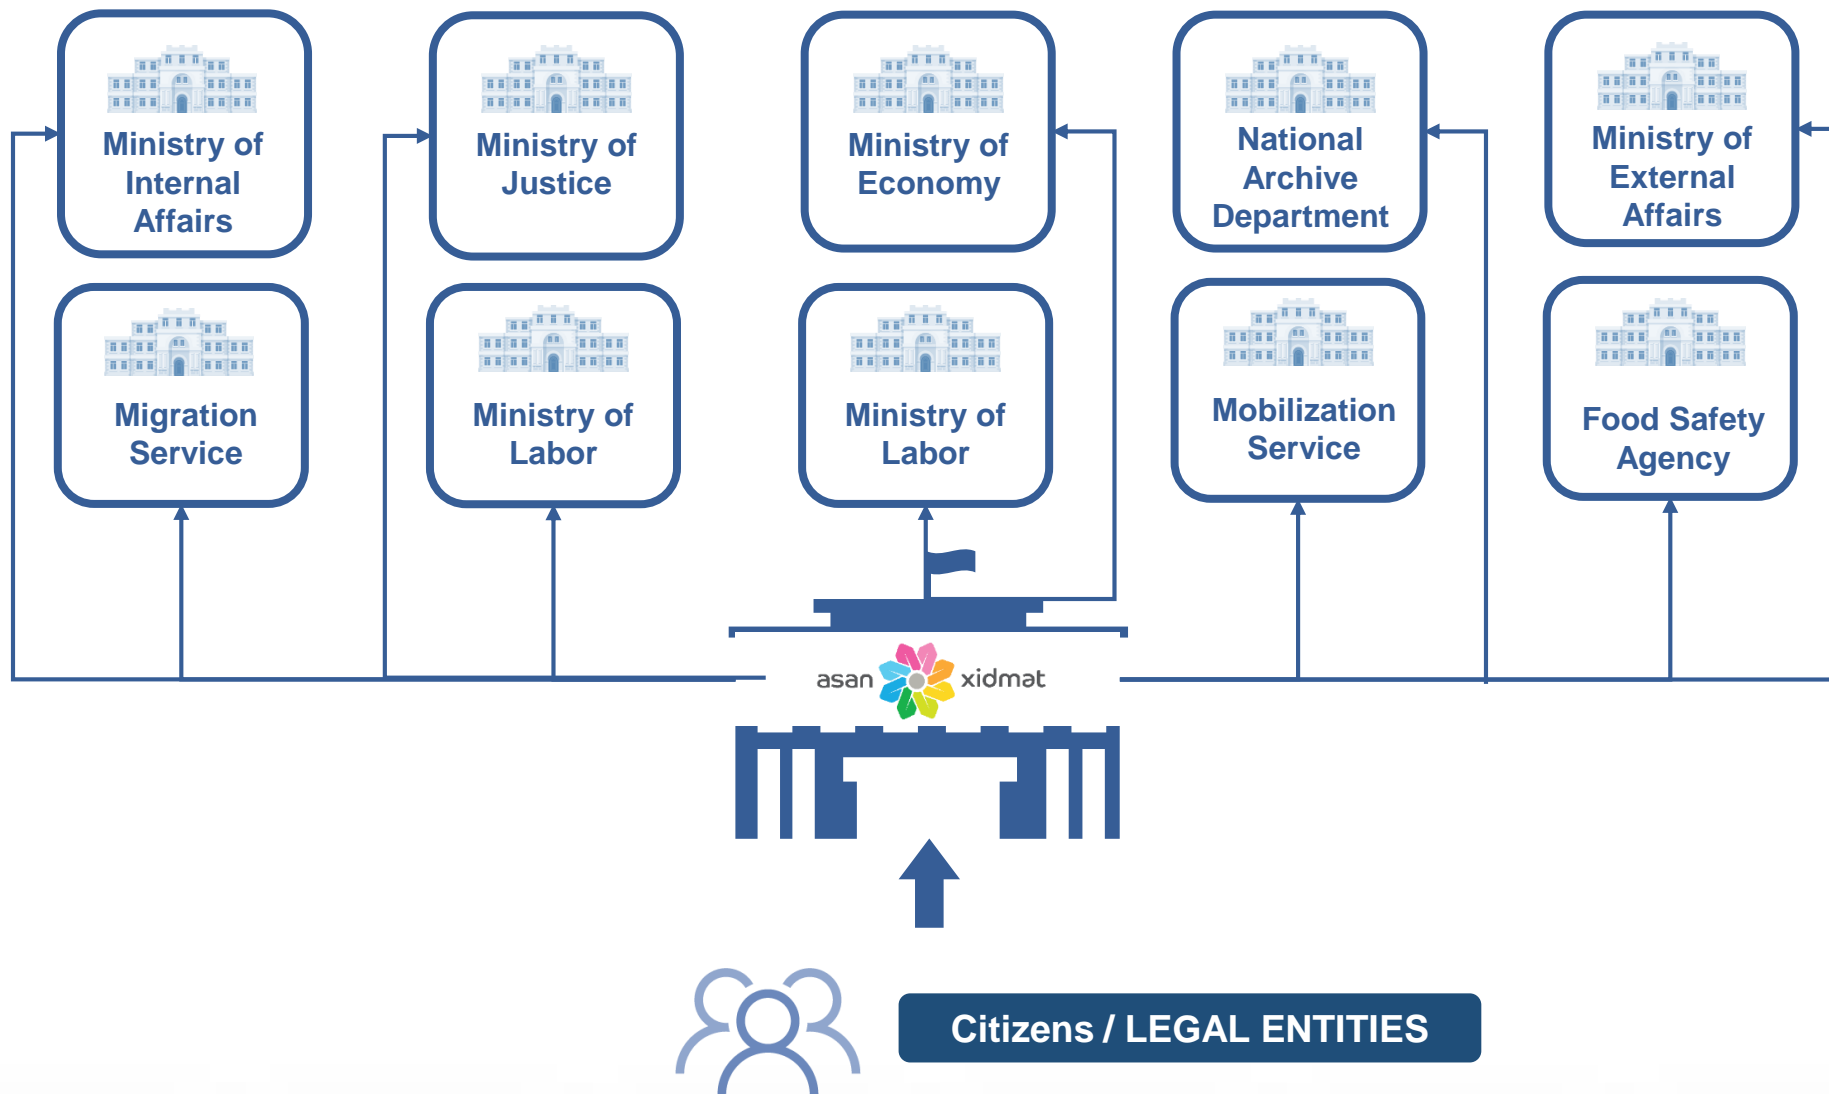 Ministry of
Internal
Affairs
Ministry of
Justice
Ministry of
Economy
National
Archive
Department
Ministry of
External
Affairs
Migration
Service
Ministry of
Labor
Ministry of
Labor
Mobilization
Service
Food Safety
Agency
asan xidmət
Citizens / LEGAL ENTITIES